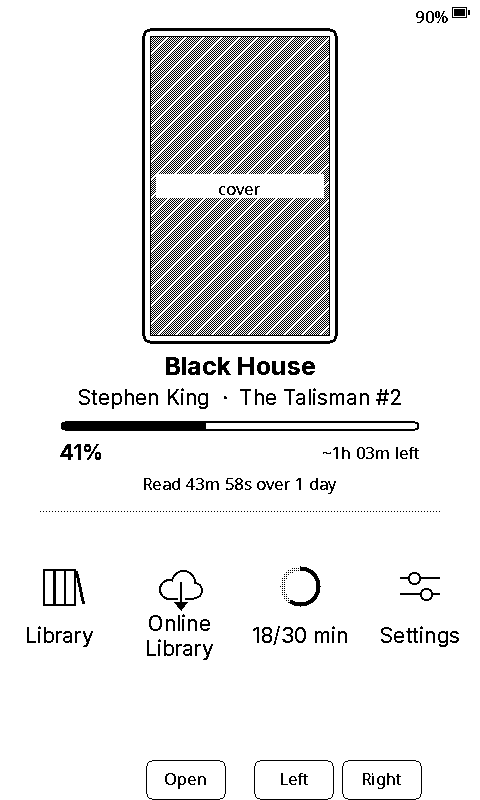 90%
cover
Black House
Stephen King · The Talisman #2
41%
~1h 03m left
Read 43m 58s over 1 day
Library
Online
Library
18/30 min
Settings
Open
Left
Right